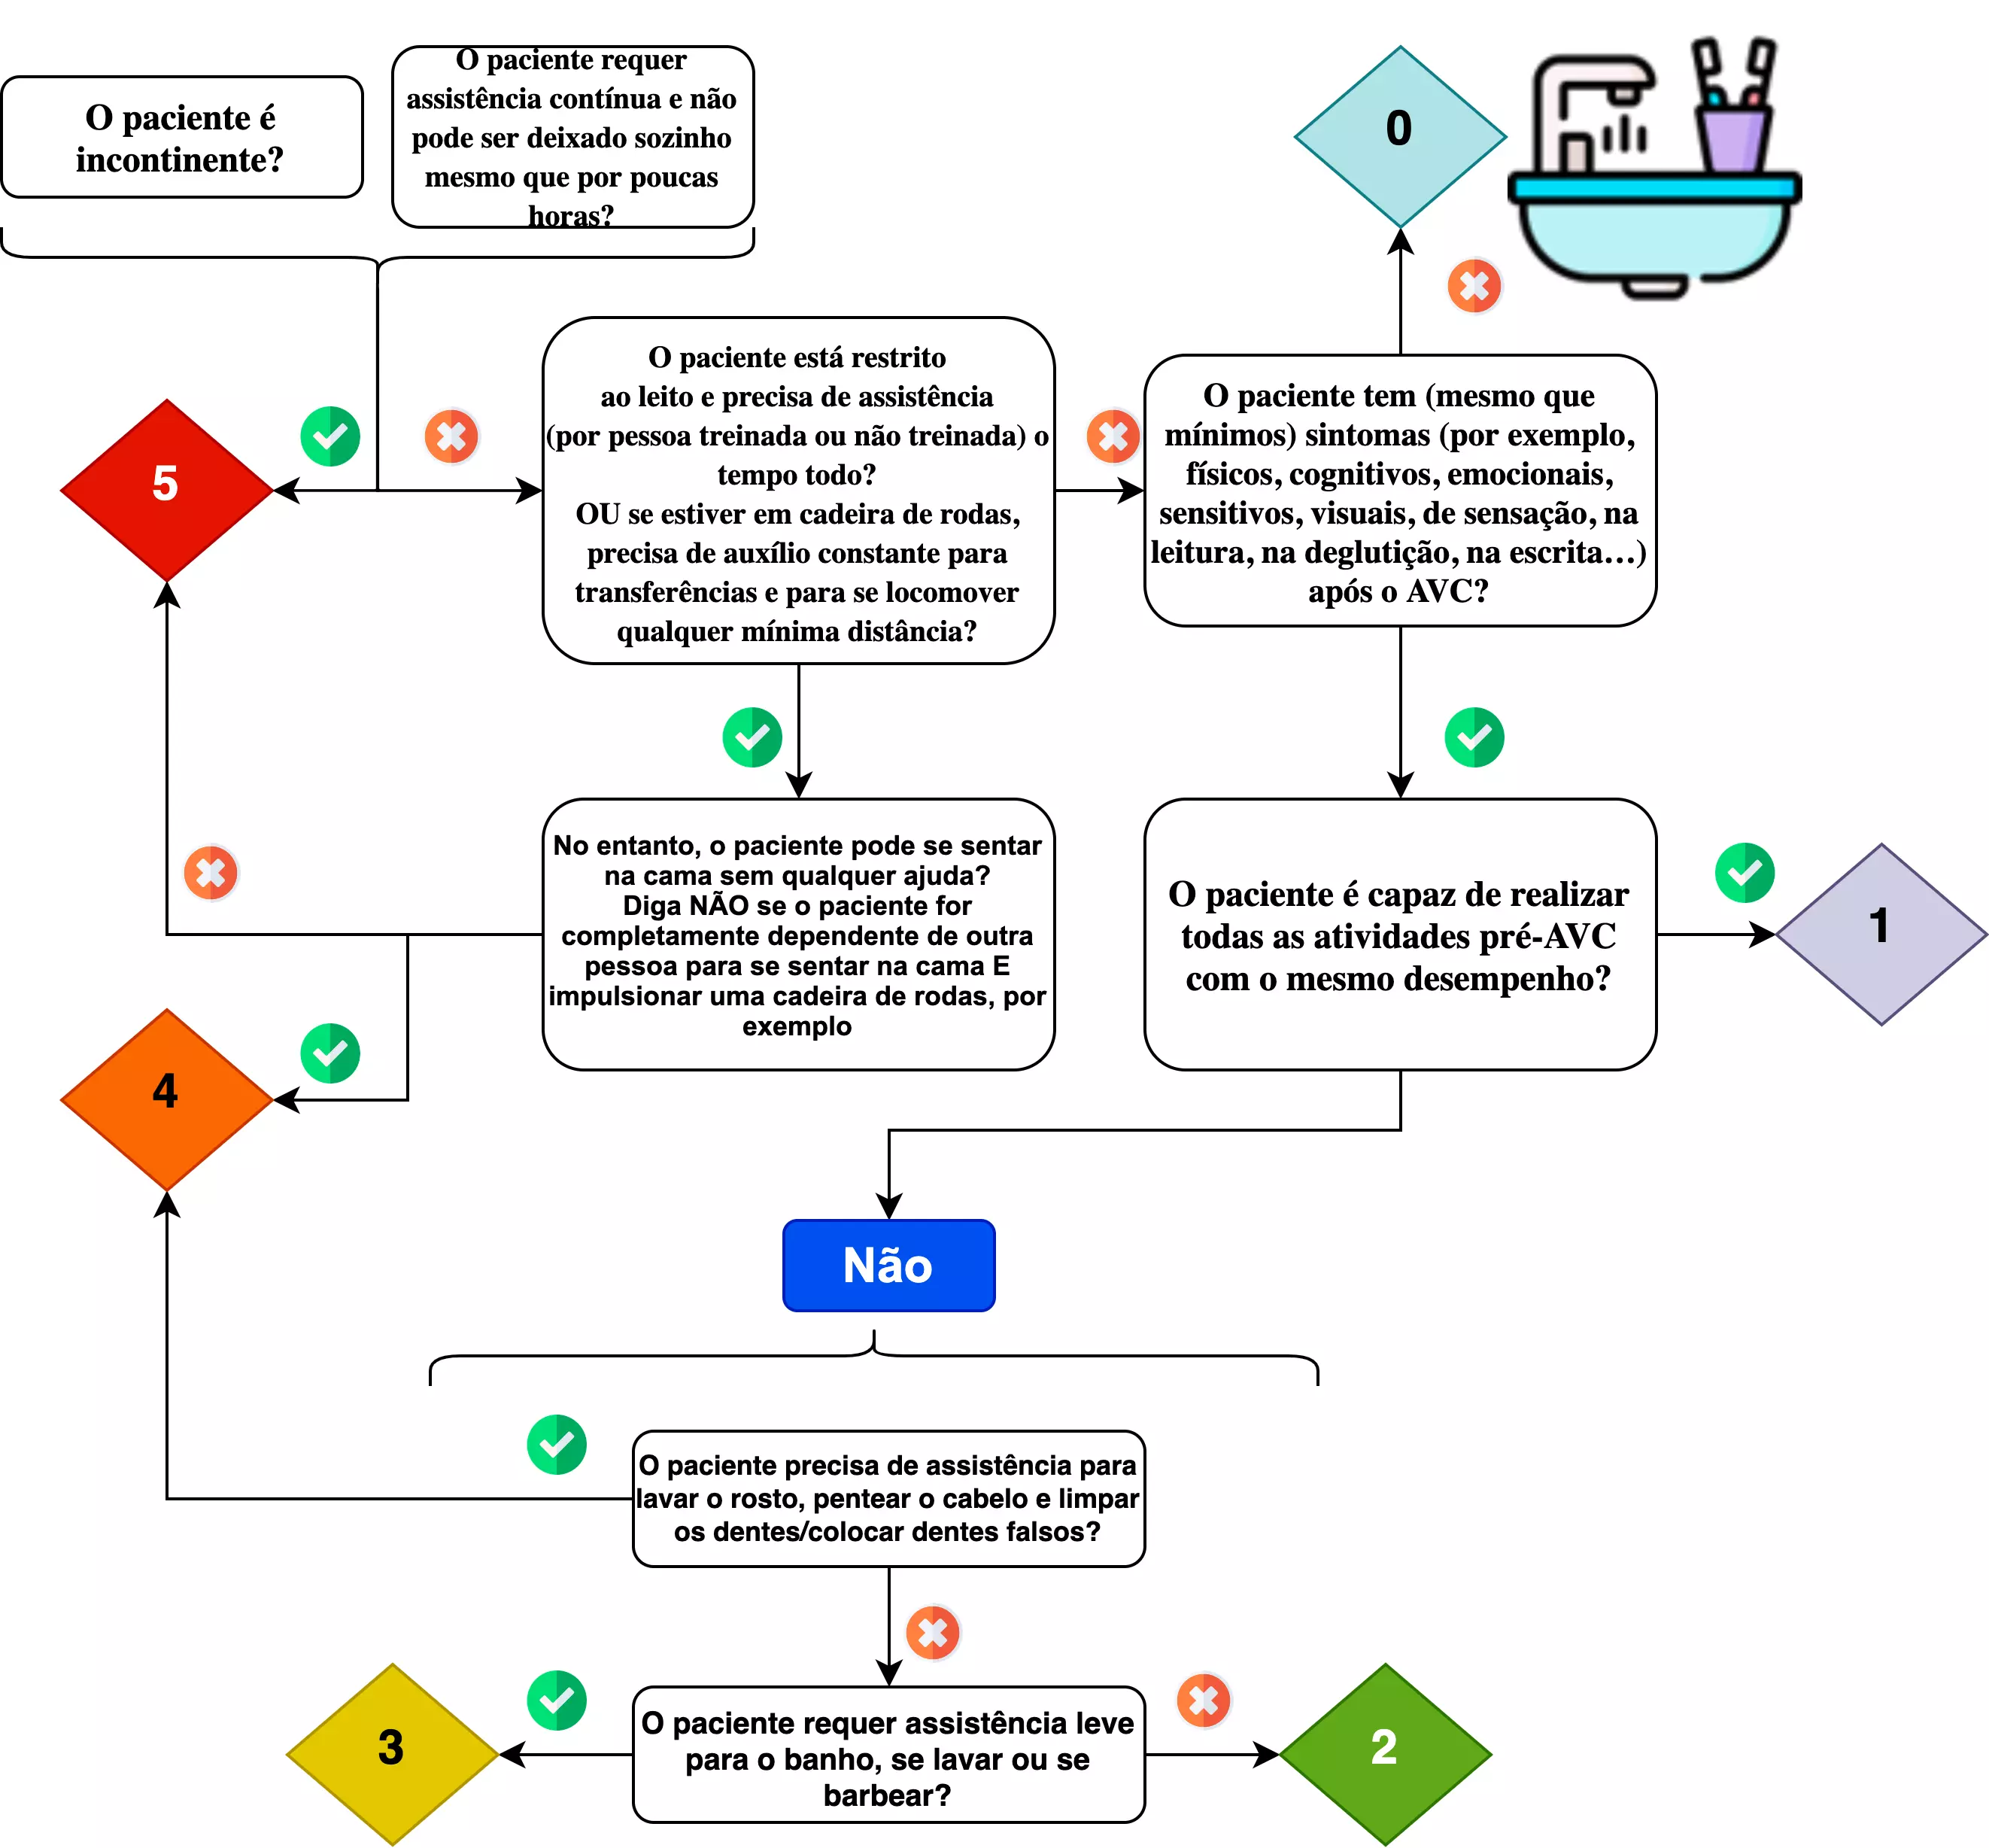 O paciente é
incontinente?
O paciente requer
assistência contínua e não
pode ser deixado sozinho
mesmo que por poucas
horas?
0
5
O paciente está restrito
ao leito e precisa de assistência
(por pessoa treinada ou não treinada) o
tempo todo?
OU se estiver em cadeira de rodas,
precisa de auxílio constante para
transferências e para se locomover
qualquer mínima distância?
O paciente tem (mesmo que
mínimos) sintomas (por exemplo,
físicos, cognitivos, emocionais,
sensitivos, visuais, de sensação, na
leitura, na deglutição, na escrita...)
após o AVC?
No entanto, o paciente pode se sentar
na cama sem qualquer ajuda?
Diga NÃO se o paciente for
completamente dependente de outra
pessoa para se sentar na cama E
impulsionar uma cadeira de rodas, por
exemplo
O paciente é capaz de realizar
todas as atividades pré-AVC
com o mesmo desempenho?
1
4
Não
O paciente precisa de assistência para
lavar o rosto, pentear o cabelo e limpar
os dentes/colocar dentes falsos?
3
O paciente requer assistência leve
para o banho, se lavar ou se
barbear?
2